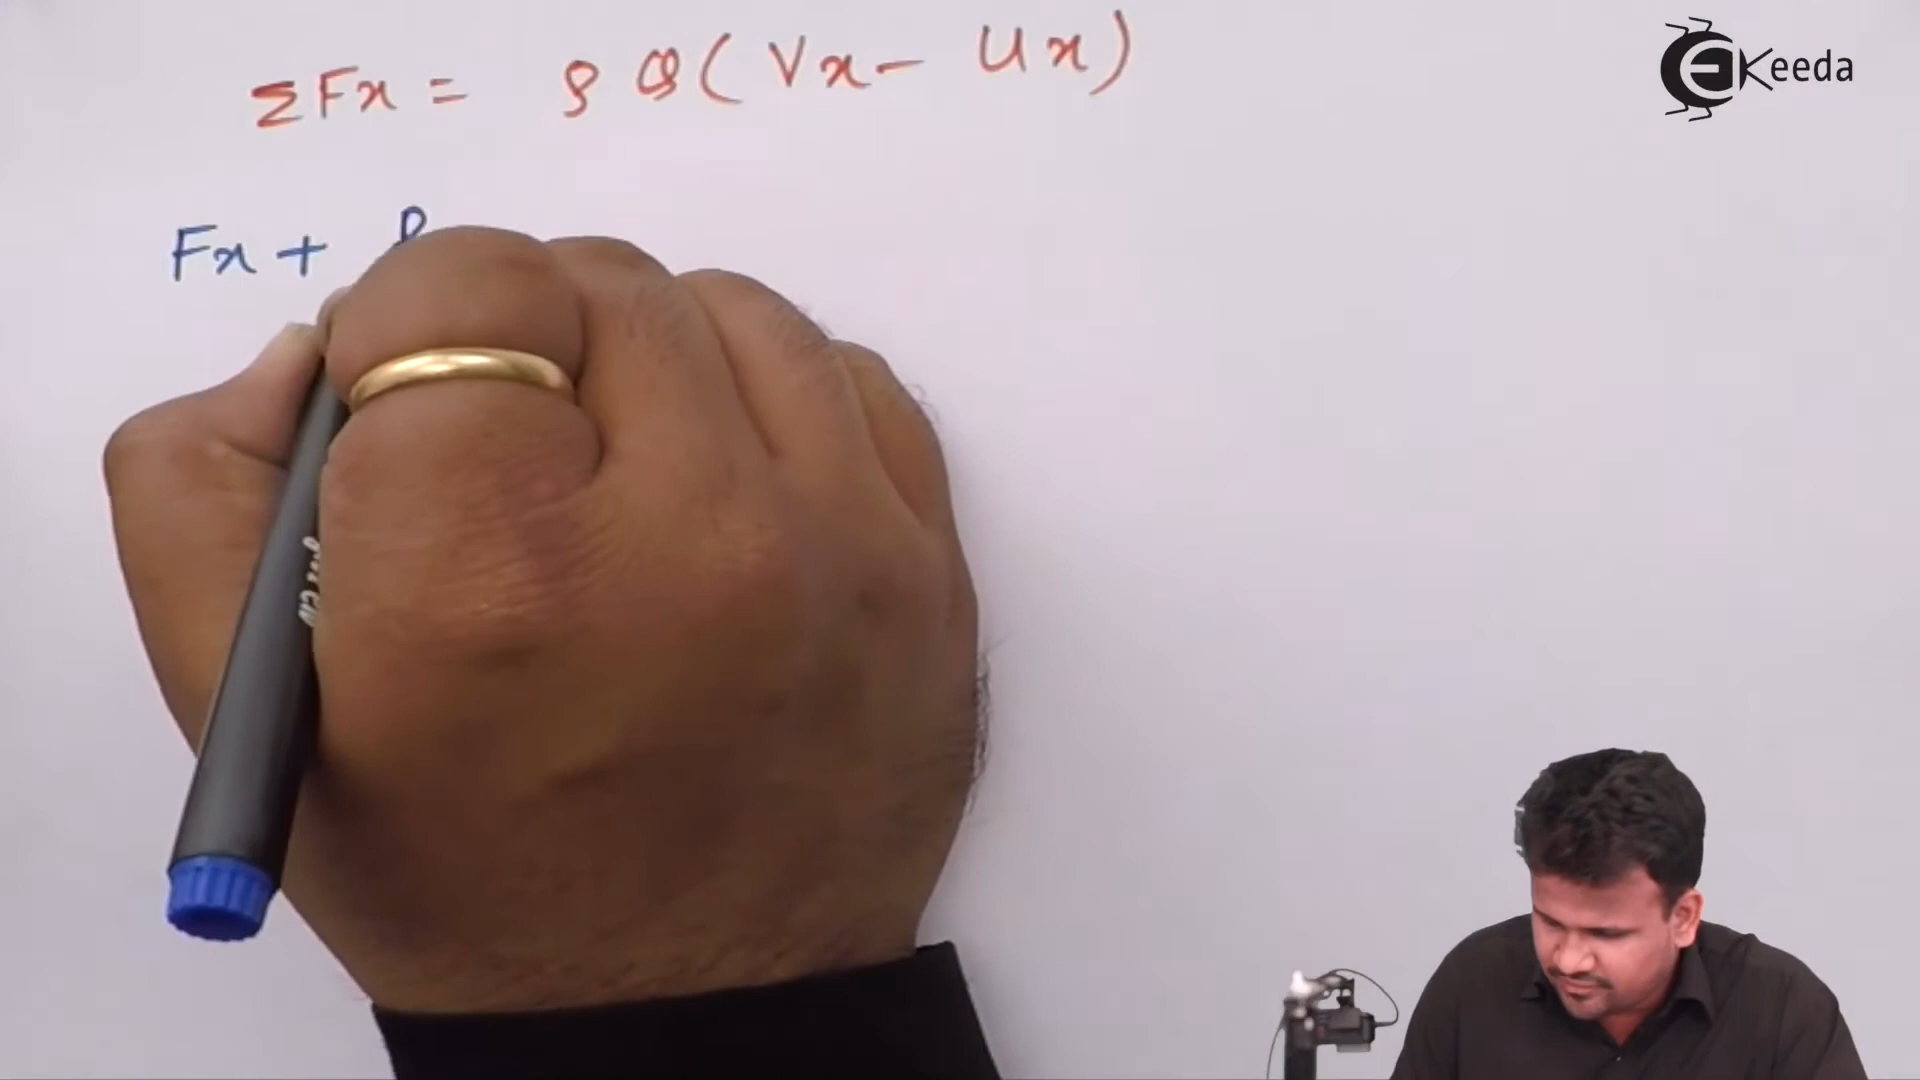 EKeeda
ΣFx = ρQ(Vx - Ux)
Fx + P